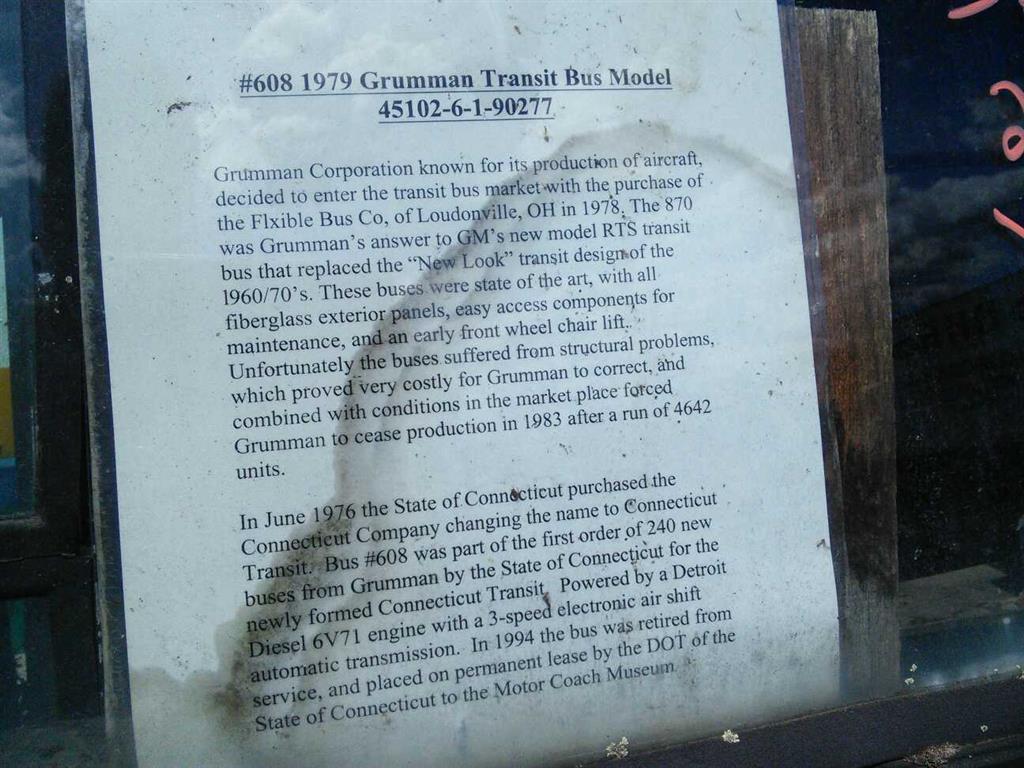 #608 1979 Grumman Transit Bus Model
45102-6-1-90277
Grumman Corporation known for its production of aircraft,
decided to enter the transit bus market with the purchase of
the Flxible Bus Co, of Loudonville, OH in 1978. The 870
was Grumman's answer to GM's new model RTS transit
bus that replaced the "New Look" transit design of the
1960/70's. These buses were state of the art, with all
fiberglass exterior panels, easy access components for
maintenance, and an early front wheel chair lift.
Unfortunately the buses suffered from structural problems,
which proved very costly for Grumman to correct, and
combined with conditions in the market place forced
Grumman to cease production in 1983 after a run of 4642
units.
In June 1976 the State of Connecticut purchased the
Connecticut Company changing the name to Connecticut
Transit. Bus #608 was part of the first order of 240 new
buses from Grumman by the State of Connecticut for the
newly formed Connecticut Transit. Powered by a Detroit
Diesel 6V71 engine with a 3-speed electronic air shift
automatic transmission. In 1994 the bus was retired from
service, and placed on permanent lease by the DOT of the
State of Connecticut to the Motor Coach Museum